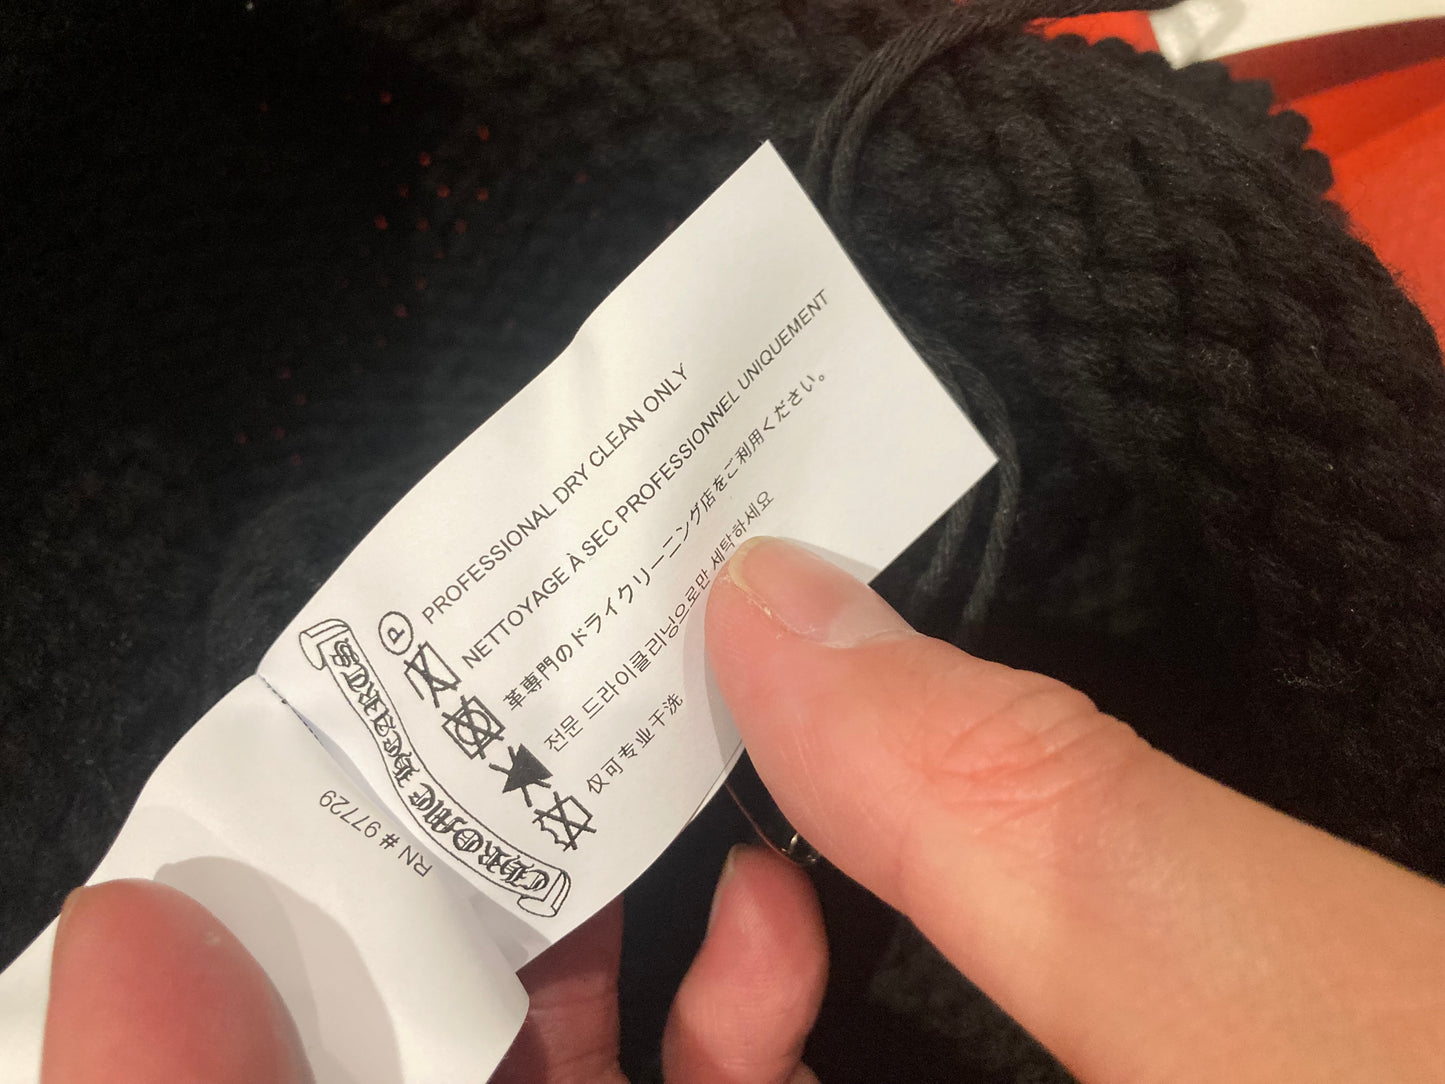 PROFESSIONAL DRY CLEAN ONLY
NETTOYAGE À SEC PROFESSIONNEL UNIQUEMENT
革専門のドライクリーニング店をご利用ください。
전문 드라이클리닝으로만 세탁하세요
仅可专业干洗
P
CHROME HEARTS
RN # 97729